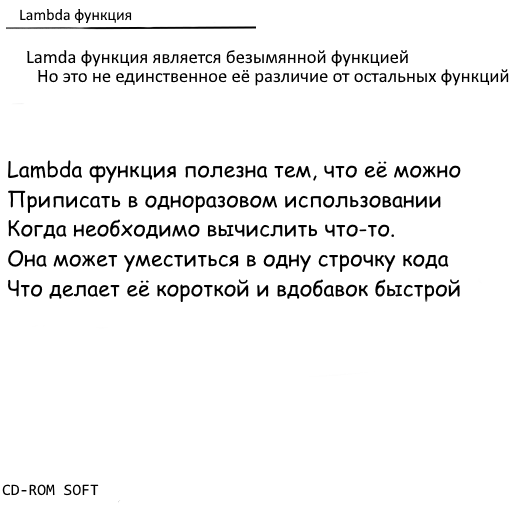 Lambda функция
Lamda функция является безымянной функцией
Но это не единственное её различие от остальных функций
Lambda функция полезна тем, что её можно
Приписать в одноразовом использовании
Когда необходимо вычислить что-то.
Она может уместиться в одну строчку кода
Что делает её короткой и вдобавок быстрой
CD-ROM SOFT